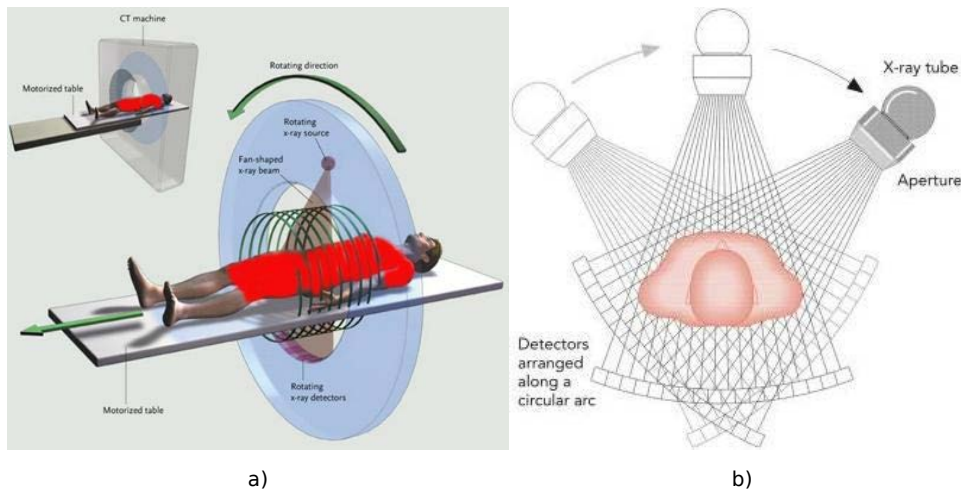 CT machine
Motorized table
Rotating direction
Rotating
x-ray source
Fan-shaped
x-ray beam
Rotating
x-ray detectors
Motorized table
a)
X-ray tube
Aperture
Detectors
arranged
along a
circular arc
b)